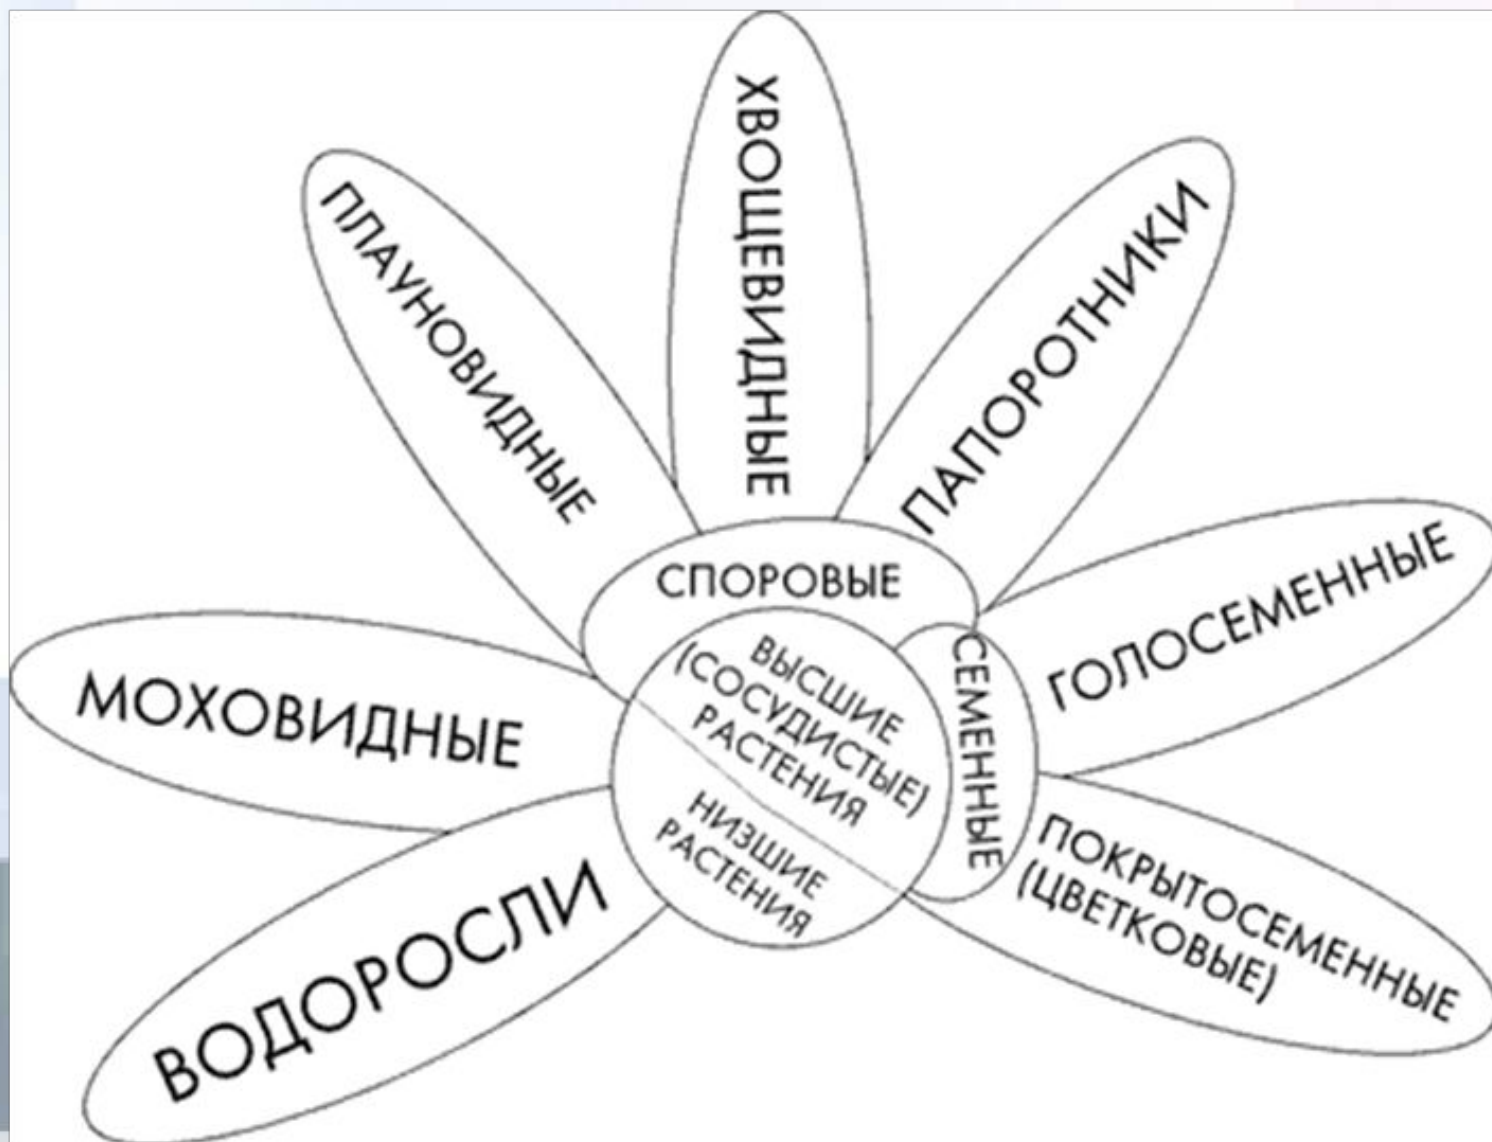 ХВОЩЕВИДНЫЕ
ПЛАУНОВИДНЫЕ
ПАПОРОТНИКИ
ГОЛОСЕМЕННЫЕ
СПОРОВЫЕ
СЕМЕННЫЕ
МОХОВИДНЫЕ
ВЫСШИЕ
(СОСУДИСТЫЕ)
РАСТЕНИЯ
НИЗШИЕ
РАСТЕНИЯ
ПОКРЫТОСЕМЕННЫЕ
(ЦВЕТКОВЫЕ)
ВОДОРОСЛИ